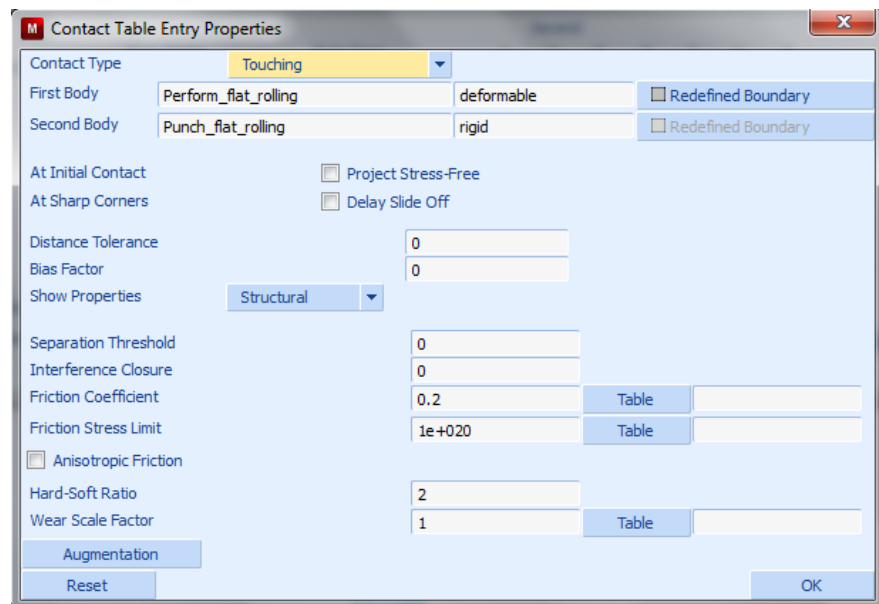 M Contact Table Entry Properties
Contact Type Touching
First Body Perform_flat_rolling deformable Redefined Boundary
Second Body Punch_flat_rolling rigid Redefined Boundary
At Initial Contact Project Stress-Free
At Sharp Corners Delay Slide Off
Distance Tolerance 0
Bias Factor 0
Show Properties Structural
Separation Threshold 0
Interference Closure 0
Friction Coefficient 0.2 Table
Friction Stress Limit 1e+020 Table
Anisotropic Friction
Hard-Soft Ratio 2
Wear Scale Factor 1 Table
Augmentation
Reset OK